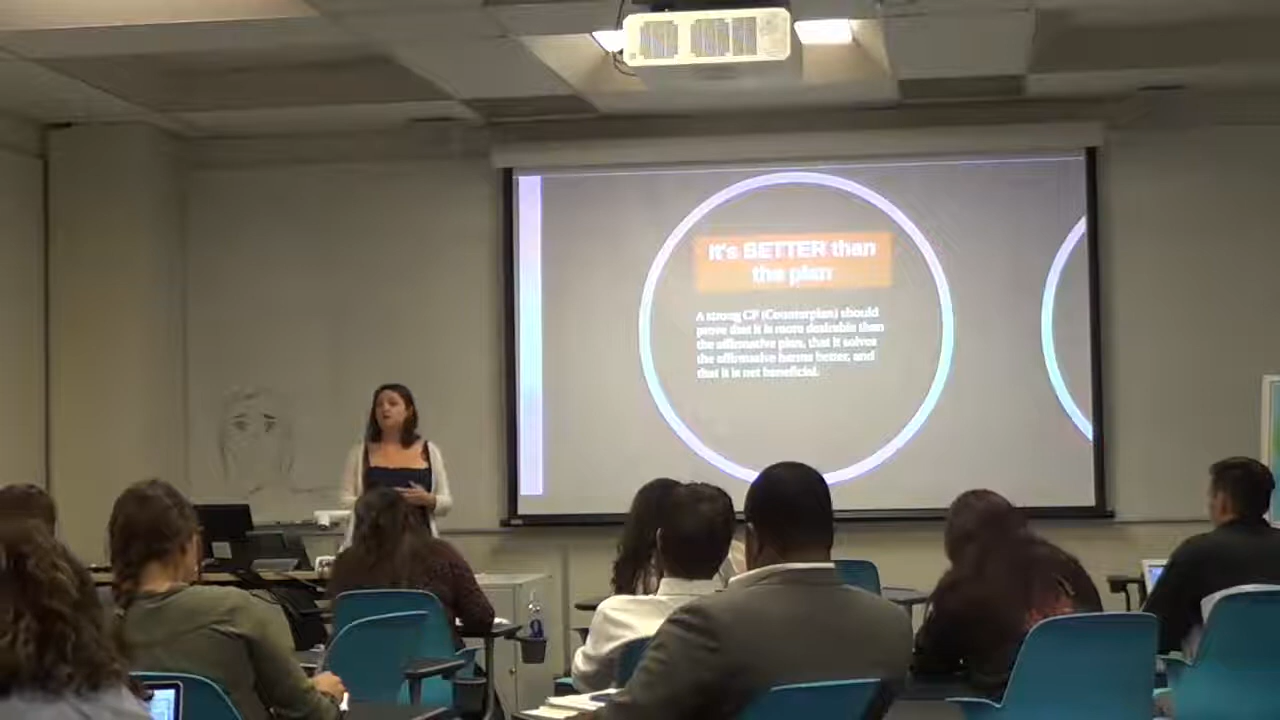 It's BETTER than
the plan
A strong CP (Counterplan) should
prove that it is more desirable than
the affirmative plan, that it solves
the affirmative harms better, and
that it is net beneficial.